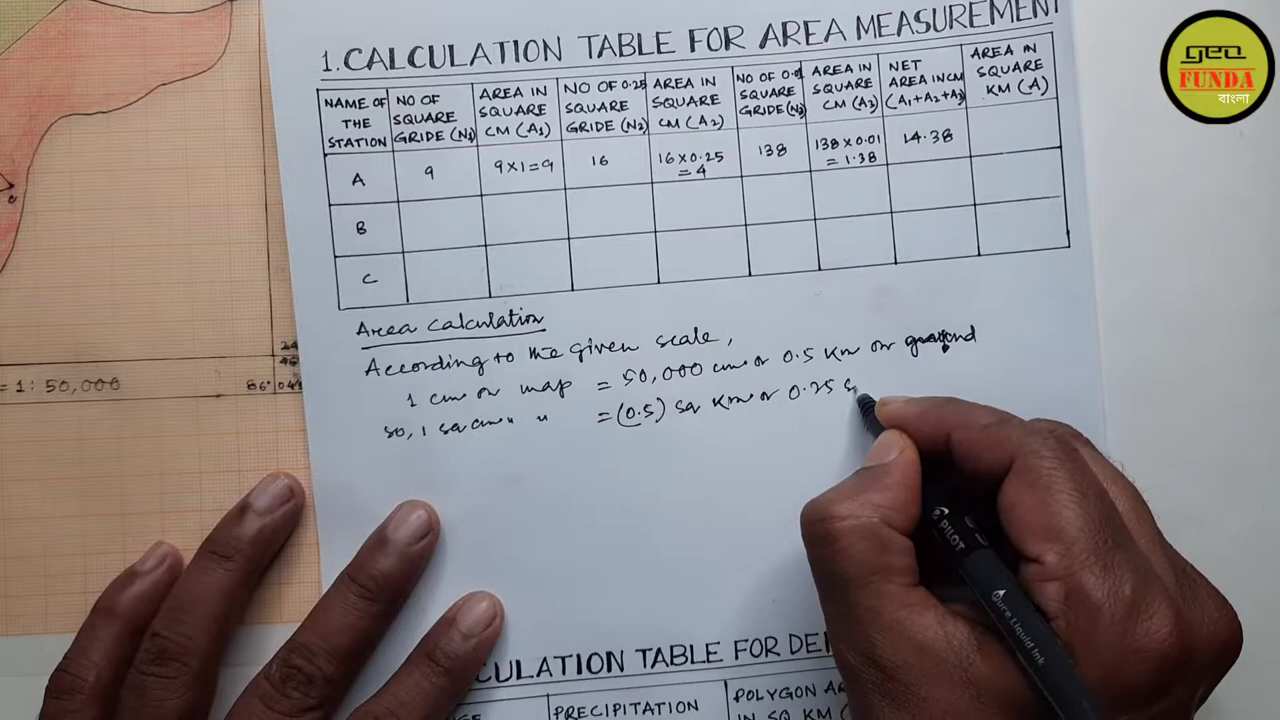 1. CALCULATION TABLE FOR AREA MEASUREMENT
NAME OF THE STATION
NO OF SQUARE GRIDE (N1)
AREA IN SQUARE CM (A1)
NO OF 0.25 SQUARE GRIDE (N2)
AREA IN SQUARE CM (A2)
NO OF 0.01 SQUARE GRIDE (N3)
AREA IN SQUARE CM (A3)
NET AREA IN CM (A1+A2+A3)
AREA IN SQUARE KM (A)
A 9 9×1=9 16 16×0.25 =4 138 138×0.01 =1.38 14.38
B
C
Area calculation
According to the given scale,
1 cm on map = 50,000 cm or 0.5 Km on ground
so, 1 sq cm " " = (0.5) sq Km or 0.25 s
= 1: 50,000
86°
CULATION TABLE FOR DE
PRECIPITATION
POLYGON AR
IN SQ KM (
GEO
FUNDA
বাংলা